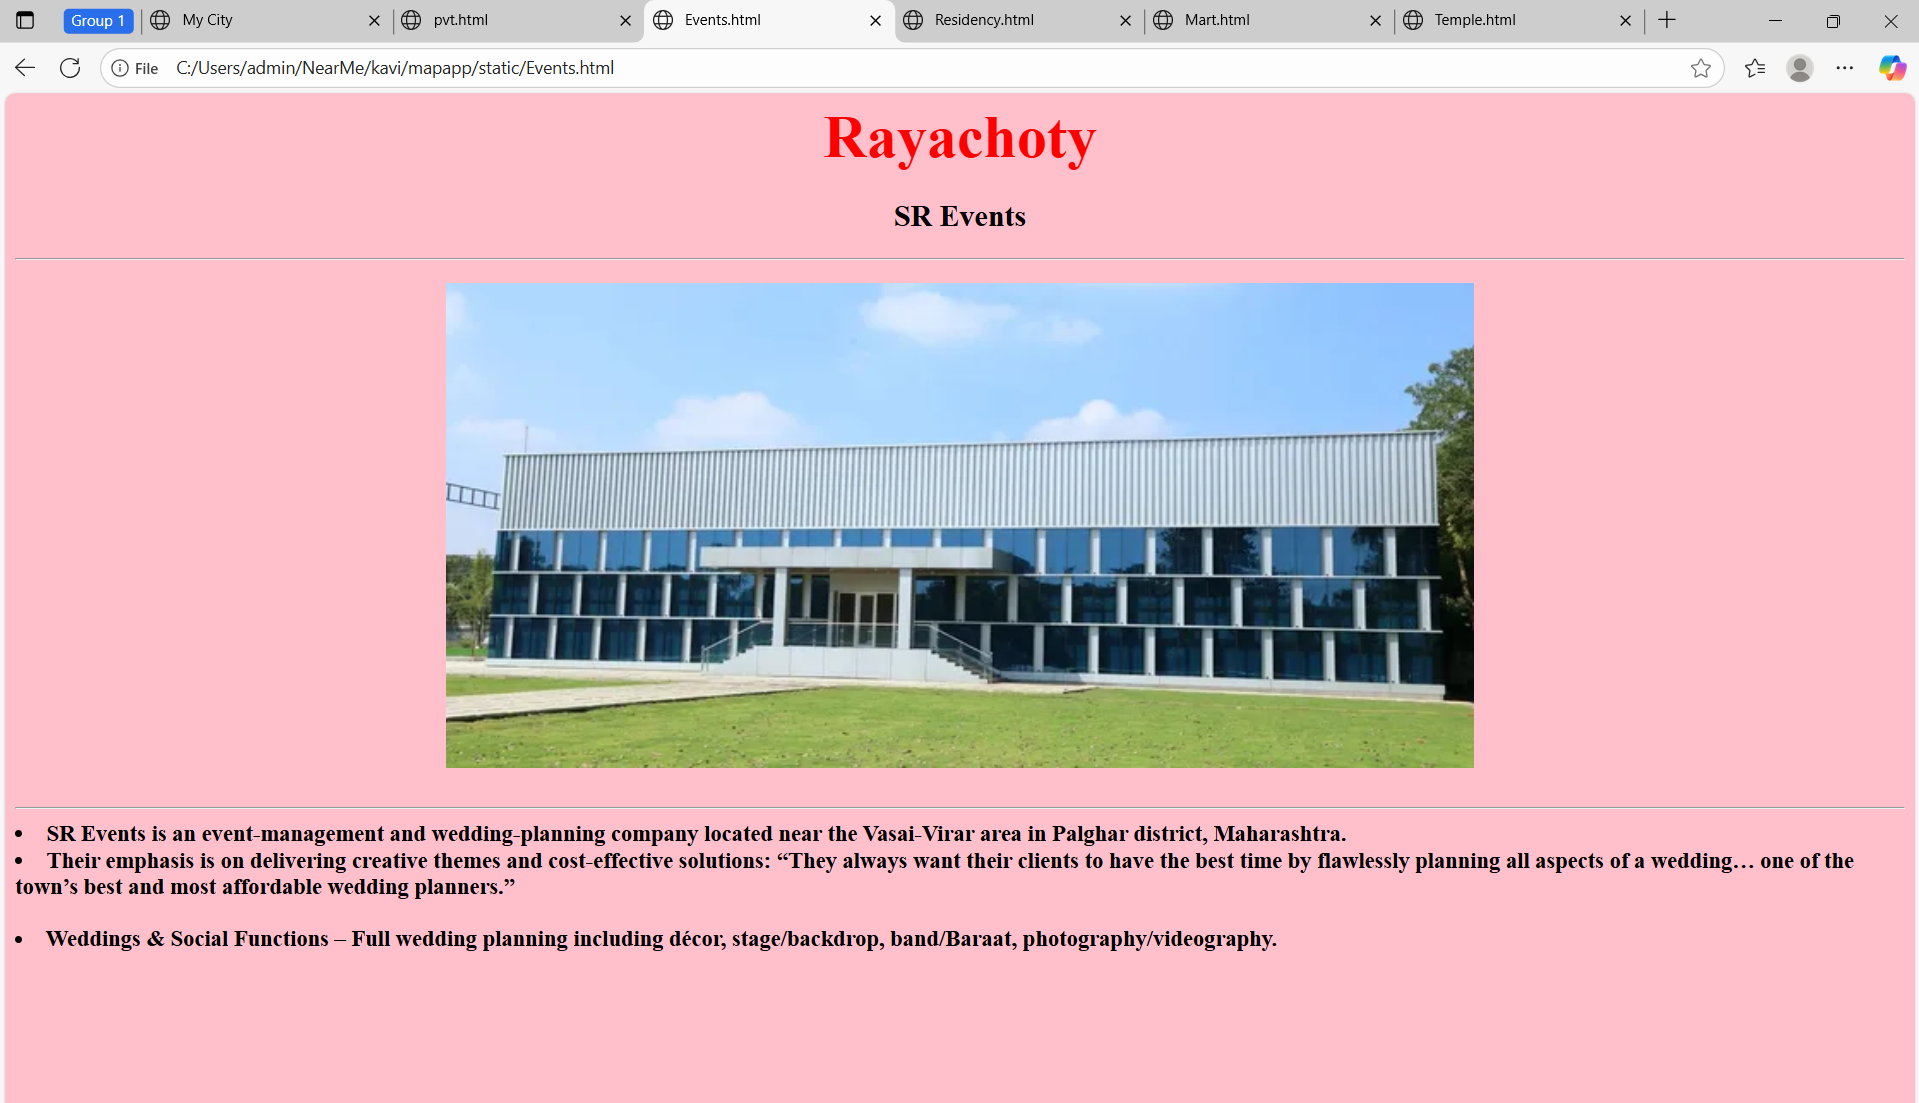 Group 1
My City
pvt.html
Events.html
Residency.html
Mart.html
Temple.html
File C:/Users/admin/NearMe/kavi/mapapp/static/Events.html
Rayachoty
SR Events
• SR Events is an event-management and wedding-planning company located near the Vasai-Virar area in Palghar district, Maharashtra.
• Their emphasis is on delivering creative themes and cost-effective solutions: “They always want their clients to have the best time by flawlessly planning all aspects of a wedding… one of the
town’s best and most affordable wedding planners.”
• Weddings & Social Functions – Full wedding planning including décor, stage/backdrop, band/Baraat, photography/videography.